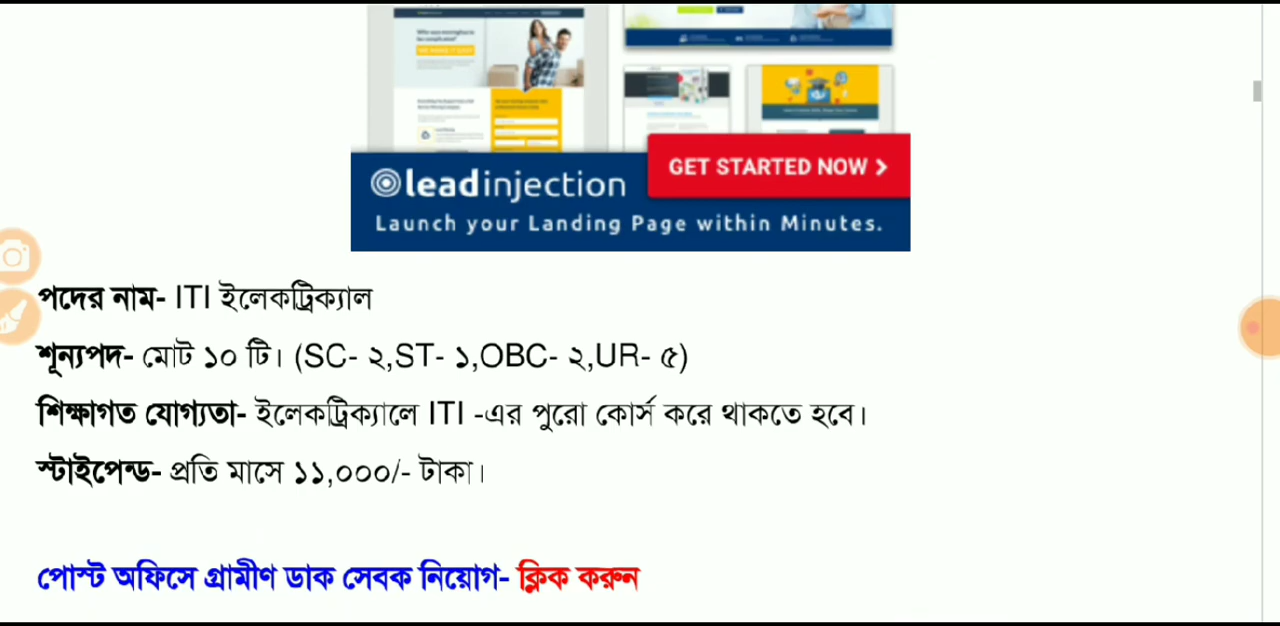 GET STARTED NOW >
leadinjection
Launch your Landing Page within Minutes.
পদের নাম- ITI ইলেকট্রিক্যাল
শূন্যপদ- মোট ১০ টি। (SC- ২,ST- ১,OBC- ২,UR- ৫)
শিক্ষাগত যোগ্যতা- ইলেকট্রিক্যালে ITI -এর পুরো কোর্স করে থাকতে হবে।
স্টাইপেন্ড- প্রতি মাসে ১১,০০০/- টাকা।
পোস্ট অফিসে গ্রামীণ ডাক সেবক নিয়োগ- ক্লিক করুন